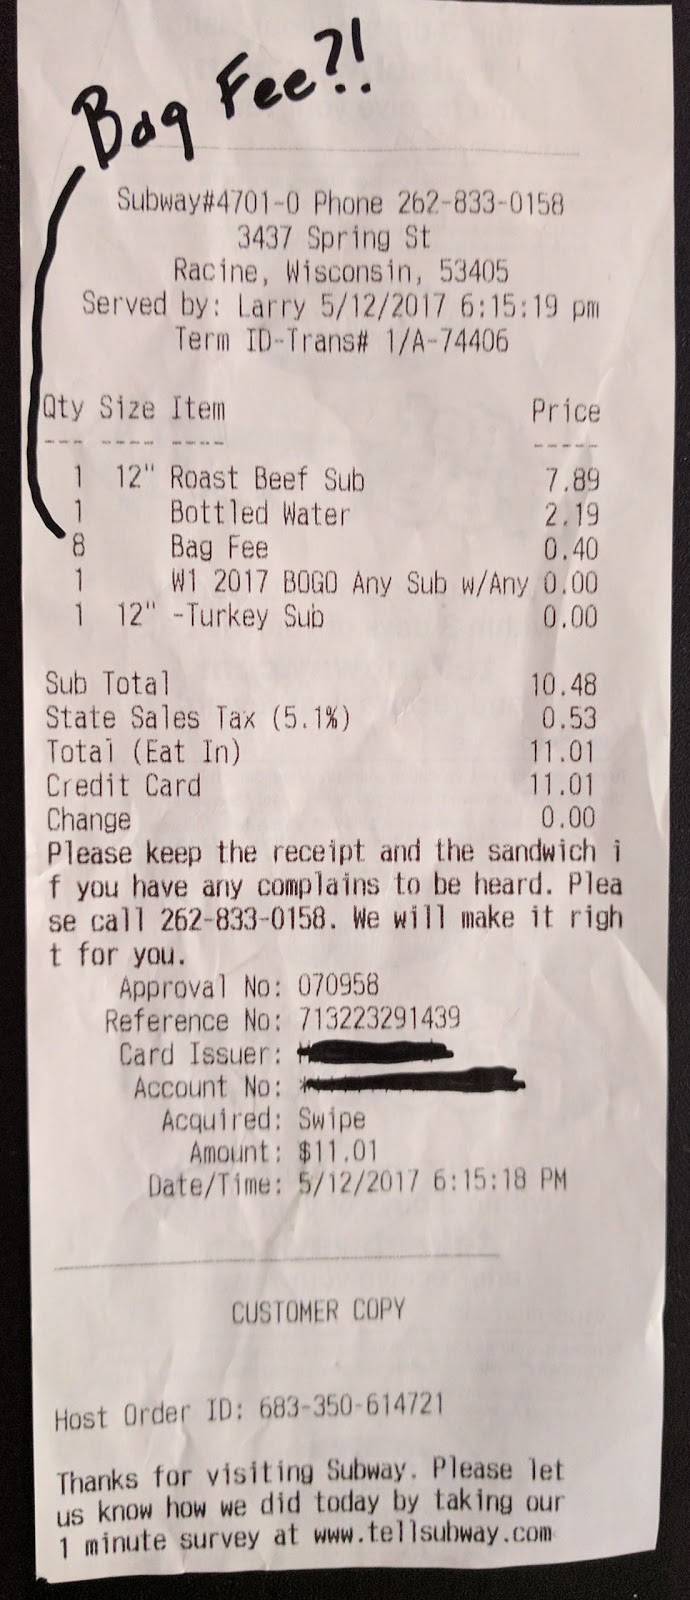 Bag Fee?!
Subway#4701-0 Phone 262-833-0158
3437 Spring St
Racine, Wisconsin, 53405
Served by: Larry 5/12/2017 6:15:19 pm
Term ID-Trans# 1/A-74406
Qty Size Item Price
--- ---- ---- -----
1 12" Roast Beef Sub 7.89
1 Bottled Water 2.19
8 Bag Fee 0.40
1 W1 2017 BOGO Any Sub w/Any 0.00
1 12" -Turkey Sub 0.00
Sub Total 10.48
State Sales Tax (5.1%) 0.53
Total (Eat In) 11.01
Credit Card 11.01
Change 0.00
Please keep the receipt and the sandwich i
f you have any complains to be heard. Plea
se call 262-833-0158. We will make it righ
t for you.
Approval No: 070958
Reference No: 713223291439
Card Issuer:
Account No:
Acquired: Swipe
Amount: $11.01
Date/Time: 5/12/2017 6:15:18 PM
CUSTOMER COPY
Host Order ID: 683-350-614721
Thanks for visiting Subway. Please let
us know how we did today by taking our
1 minute survey at www.tellsubway.com